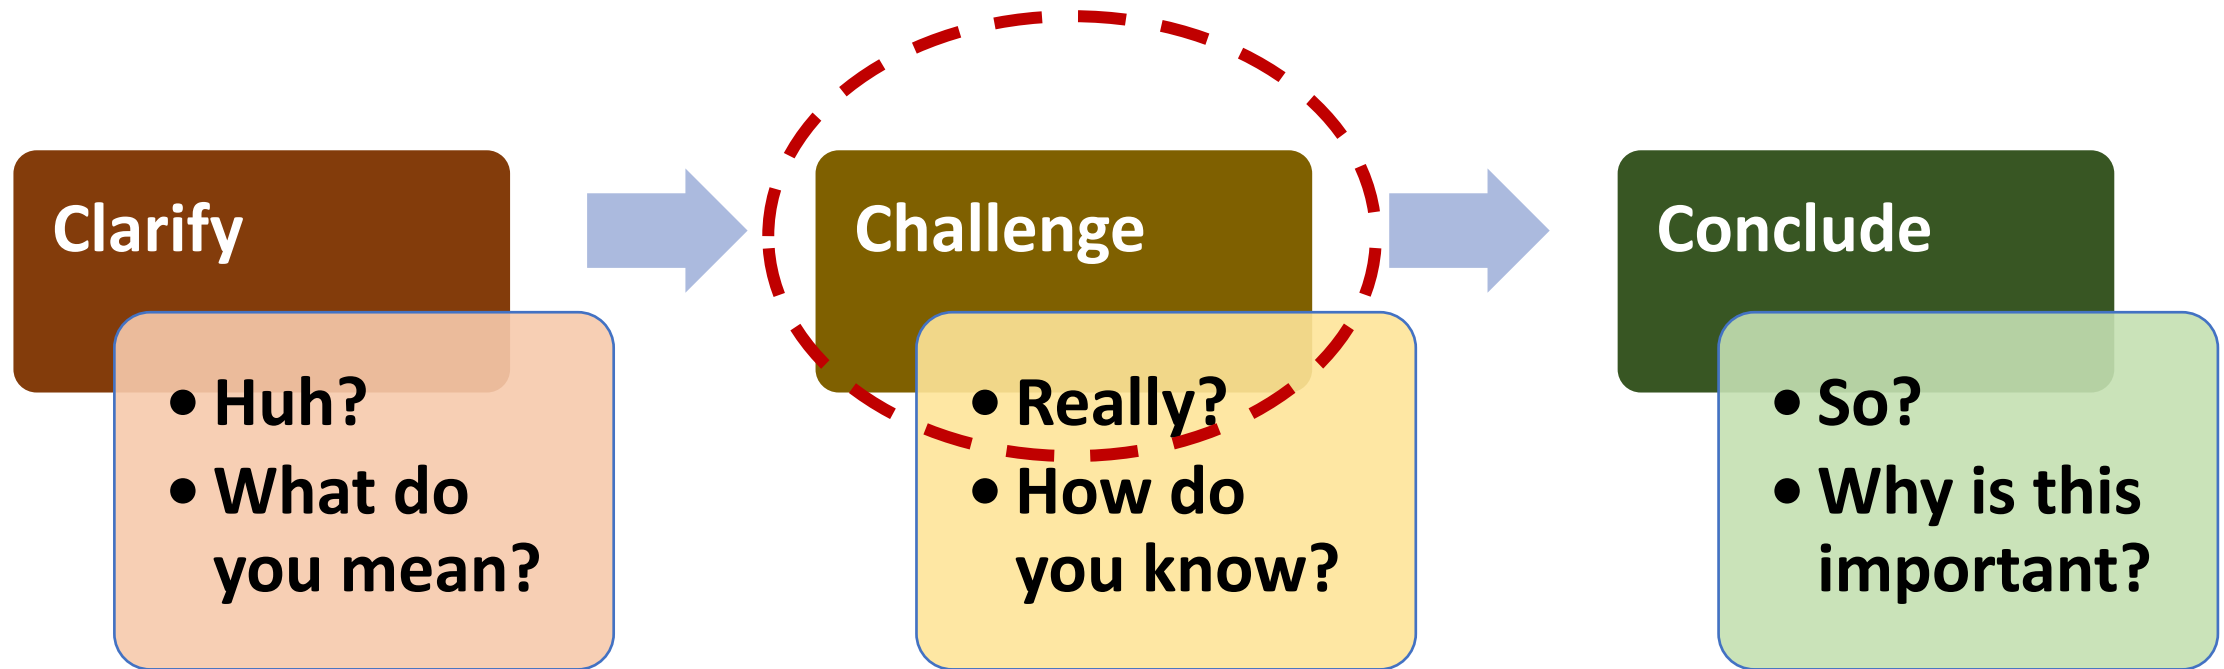 Clarify
• Huh?
• What do
you mean?
Challenge
• Really?
• How do
you know?
Conclude
• So?
• Why is this
important?